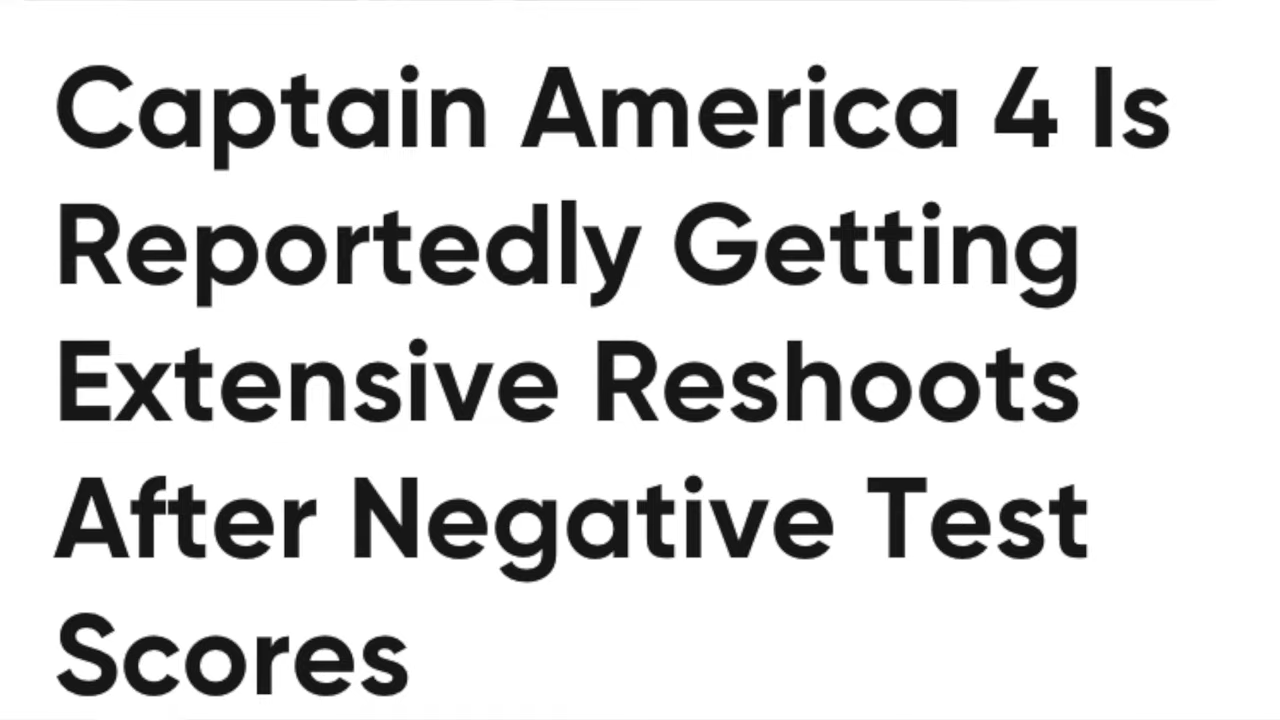 Captain America 4 Is
Reportedly Getting
Extensive Reshoots
After Negative Test
Scores